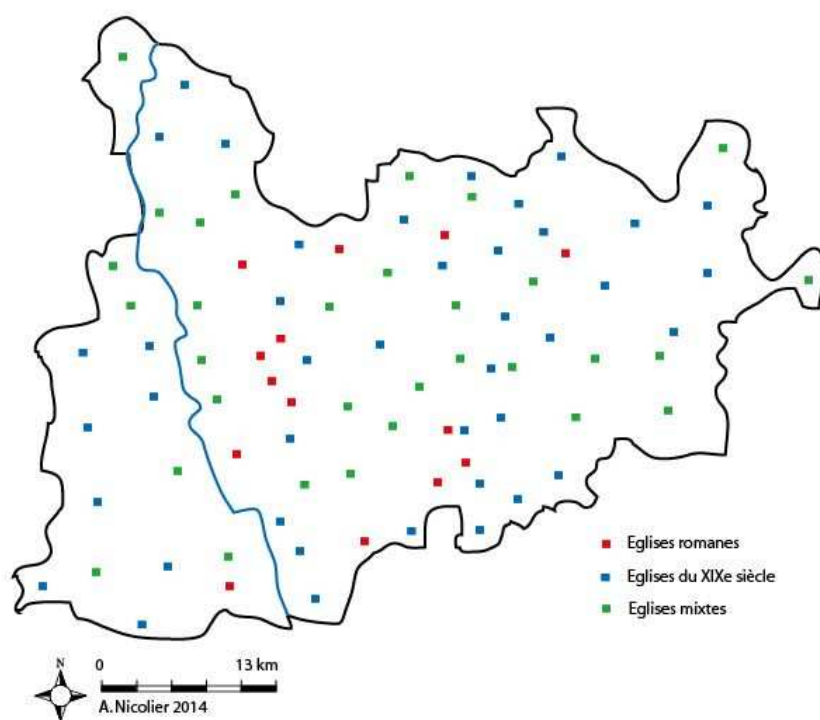 Eglises romanes
Eglises du XIXe siècle
Eglises mixtes
N
0 13 km
A. Nicolier 2014